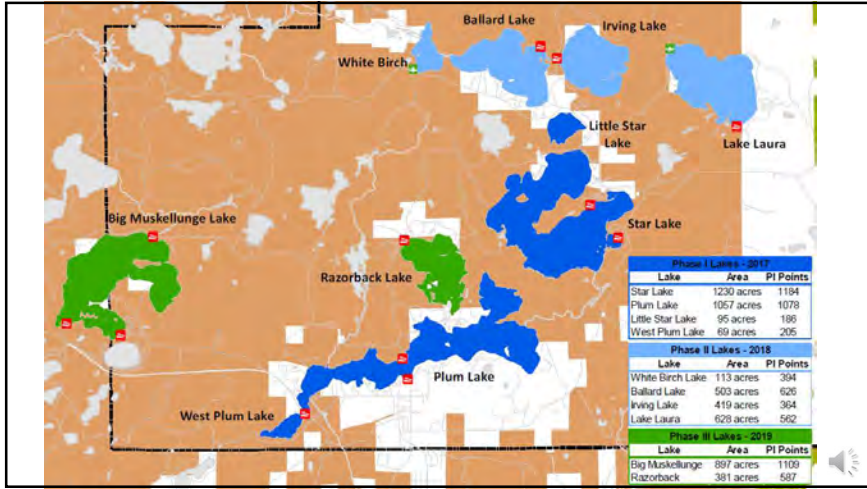 Ballard Lake
Irving Lake
White Birch
Little Star
Lake
Lake Laura
Big Muskellunge Lake
Star Lake
Razorback Lake
Plum Lake
West Plum Lake
Phase I Lakes - 2017
Lake Area PI Points
Star Lake 1230 acres 1184
Plum Lake 1057 acres 1078
Little Star Lake 95 acres 186
West Plum Lake 69 acres 205
Phase II Lakes - 2018
Lake Area PI Points
White Birch Lake 113 acres 394
Ballard Lake 503 acres 626
Irving Lake 419 acres 364
Lake Laura 628 acres 562
Phase III Lakes - 2019
Lake Area PI Points
Big Muskellunge 897 acres 1109
Razorback 381 acres 587